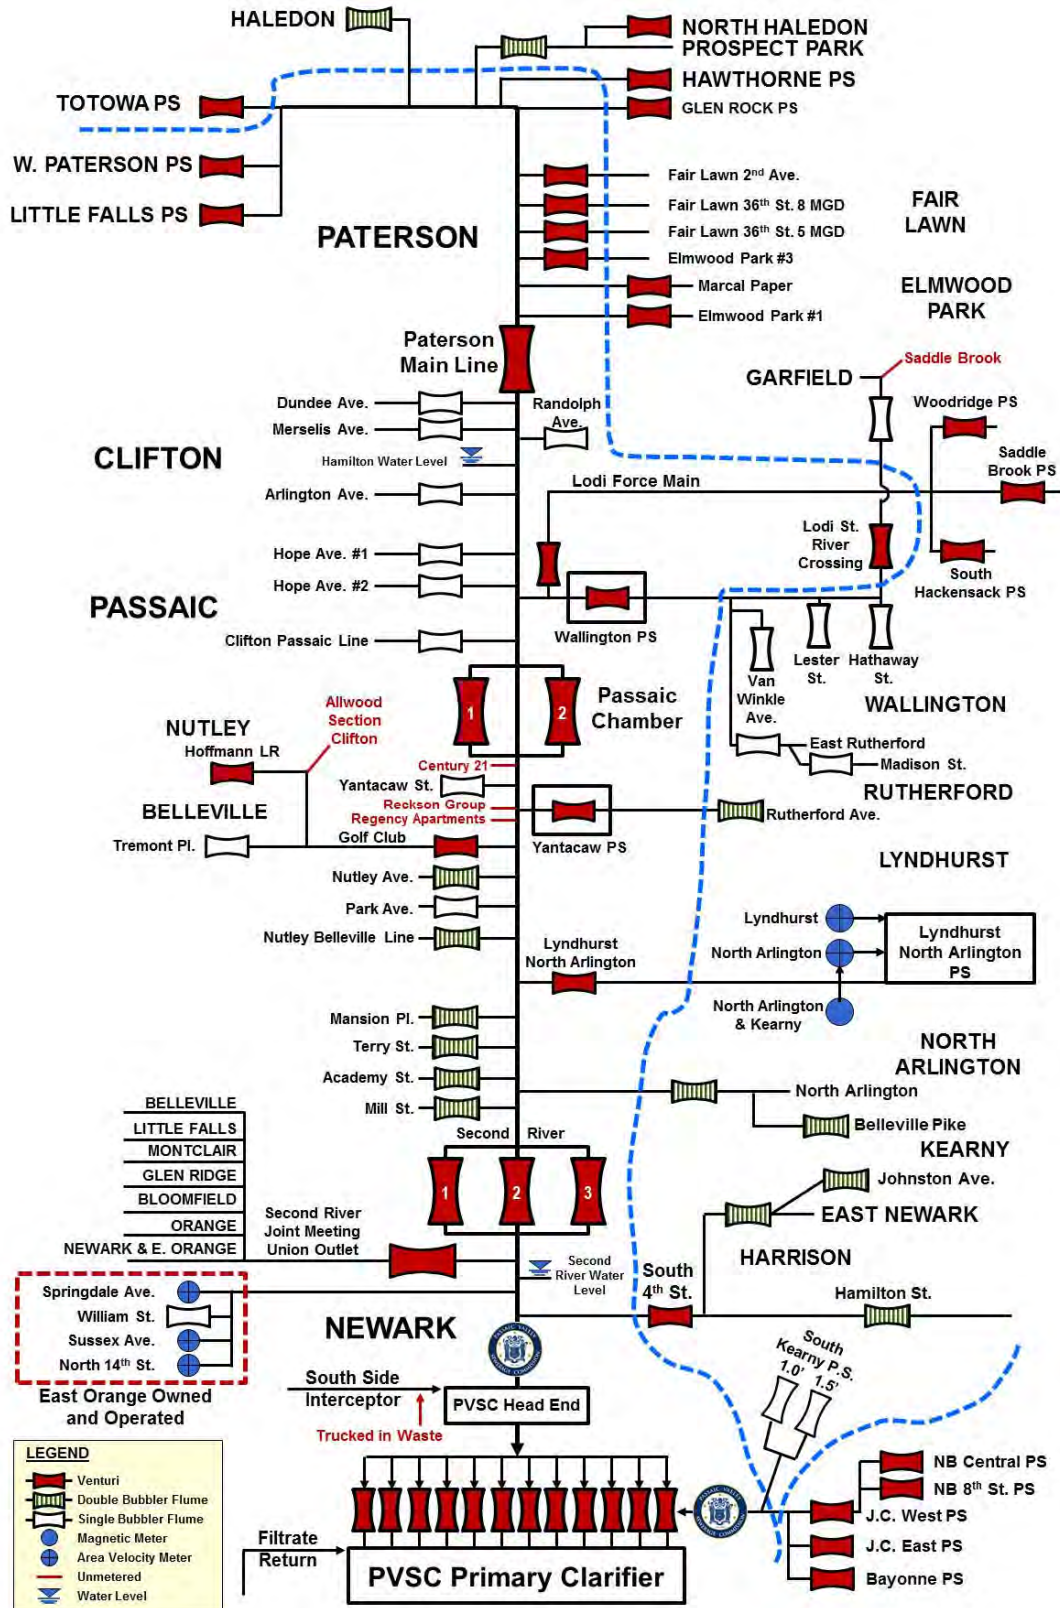 HALEDON
NORTH HALEDON
PROSPECT PARK
HAWTHORNE PS
TOTOWA PS
GLEN ROCK PS
W. PATERSON PS
LITTLE FALLS PS
PATERSON
Fair Lawn 2nd Ave.
Fair Lawn 36th St. 8 MGD
Fair Lawn 36th St. 5 MGD
Elmwood Park #3
Marcal Paper
Elmwood Park #1
FAIR
LAWN
ELMWOOD
PARK
Paterson
Main Line
GARFIELD
Saddle Brook
Dundee Ave.
Merselis Ave.
Randolph
Ave.
Woodridge PS
CLIFTON
Hamilton Water Level
Saddle
Brook PS
Lodi Force Main
Arlington Ave.
Lodi St.
River
Crossing
Hope Ave. #1
Hope Ave. #2
South
Hackensack PS
PASSAIC
Wallington PS
Clifton Passaic Line
Van
Winkle
Ave.
Lester
St.
Hathaway
St.
WALLINGTON
1
2
Passaic
Chamber
Allwood
Section
Clifton
NUTLEY
Hoffmann LR
East Rutherford
Madison St.
Century 21
Yantacaw St.
RUTHERFORD
BELLEVILLE
Reckson Group
Regency Apartments
Rutherford Ave.
Tremont Pl.
Golf Club
Yantacaw PS
LYNDHURST
Nutley Ave.
Park Ave.
Nutley Belleville Line
Lyndhurst
North Arlington
Lyndhurst
North Arlington
Lyndhurst
North Arlington
PS
North Arlington
& Kearny
Mansion Pl.
Terry St.
Academy St.
Mill St.
NORTH
ARLINGTON
North Arlington
Belleville Pike
KEARNY
BELLEVILLE
LITTLE FALLS
MONTCLAIR
GLEN RIDGE
BLOOMFIELD
ORANGE
NEWARK & E. ORANGE
Second River
1
2
3
Johnston Ave.
EAST NEWARK
Second River
Joint Meeting
Union Outlet
HARRISON
Second
River Water
Level
South
4th St.
Hamilton St.
Springdale Ave.
William St.
Sussex Ave.
North 14th St.
East Orange Owned
and Operated
NEWARK
South
Kearny P.S.
1.0'
1.5'
South Side
Interceptor
PVSC Head End
Trucked in Waste
NB Central PS
NB 8th St. PS
J.C. West PS
J.C. East PS
Bayonne PS
Filtrate
Return
PVSC Primary Clarifier
LEGEND
Venturi
Double Bubbler Flume
Single Bubbler Flume
Magnetic Meter
Area Velocity Meter
Unmetered
Water Level